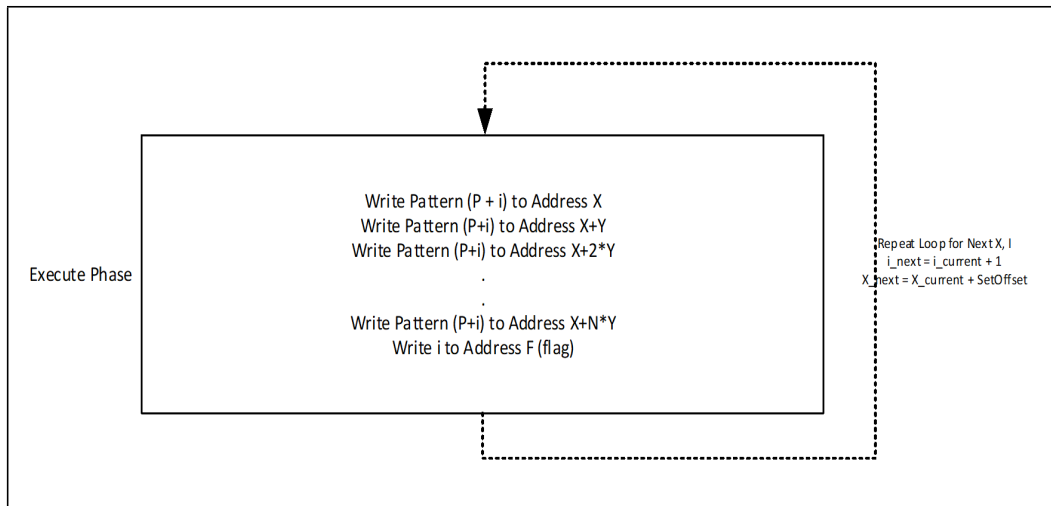 Write Pattern (P + i) to Address X
Write Pattern (P+i) to Address X+Y
Write Pattern (P+i) to Address X+2*Y
.
.
Write Pattern (P+i) to Address X+N*Y
Write i to Address F (flag)
Execute Phase
Repeat Loop for Next X, I
i_next = i_current + 1
X_next = X_current + SetOffset